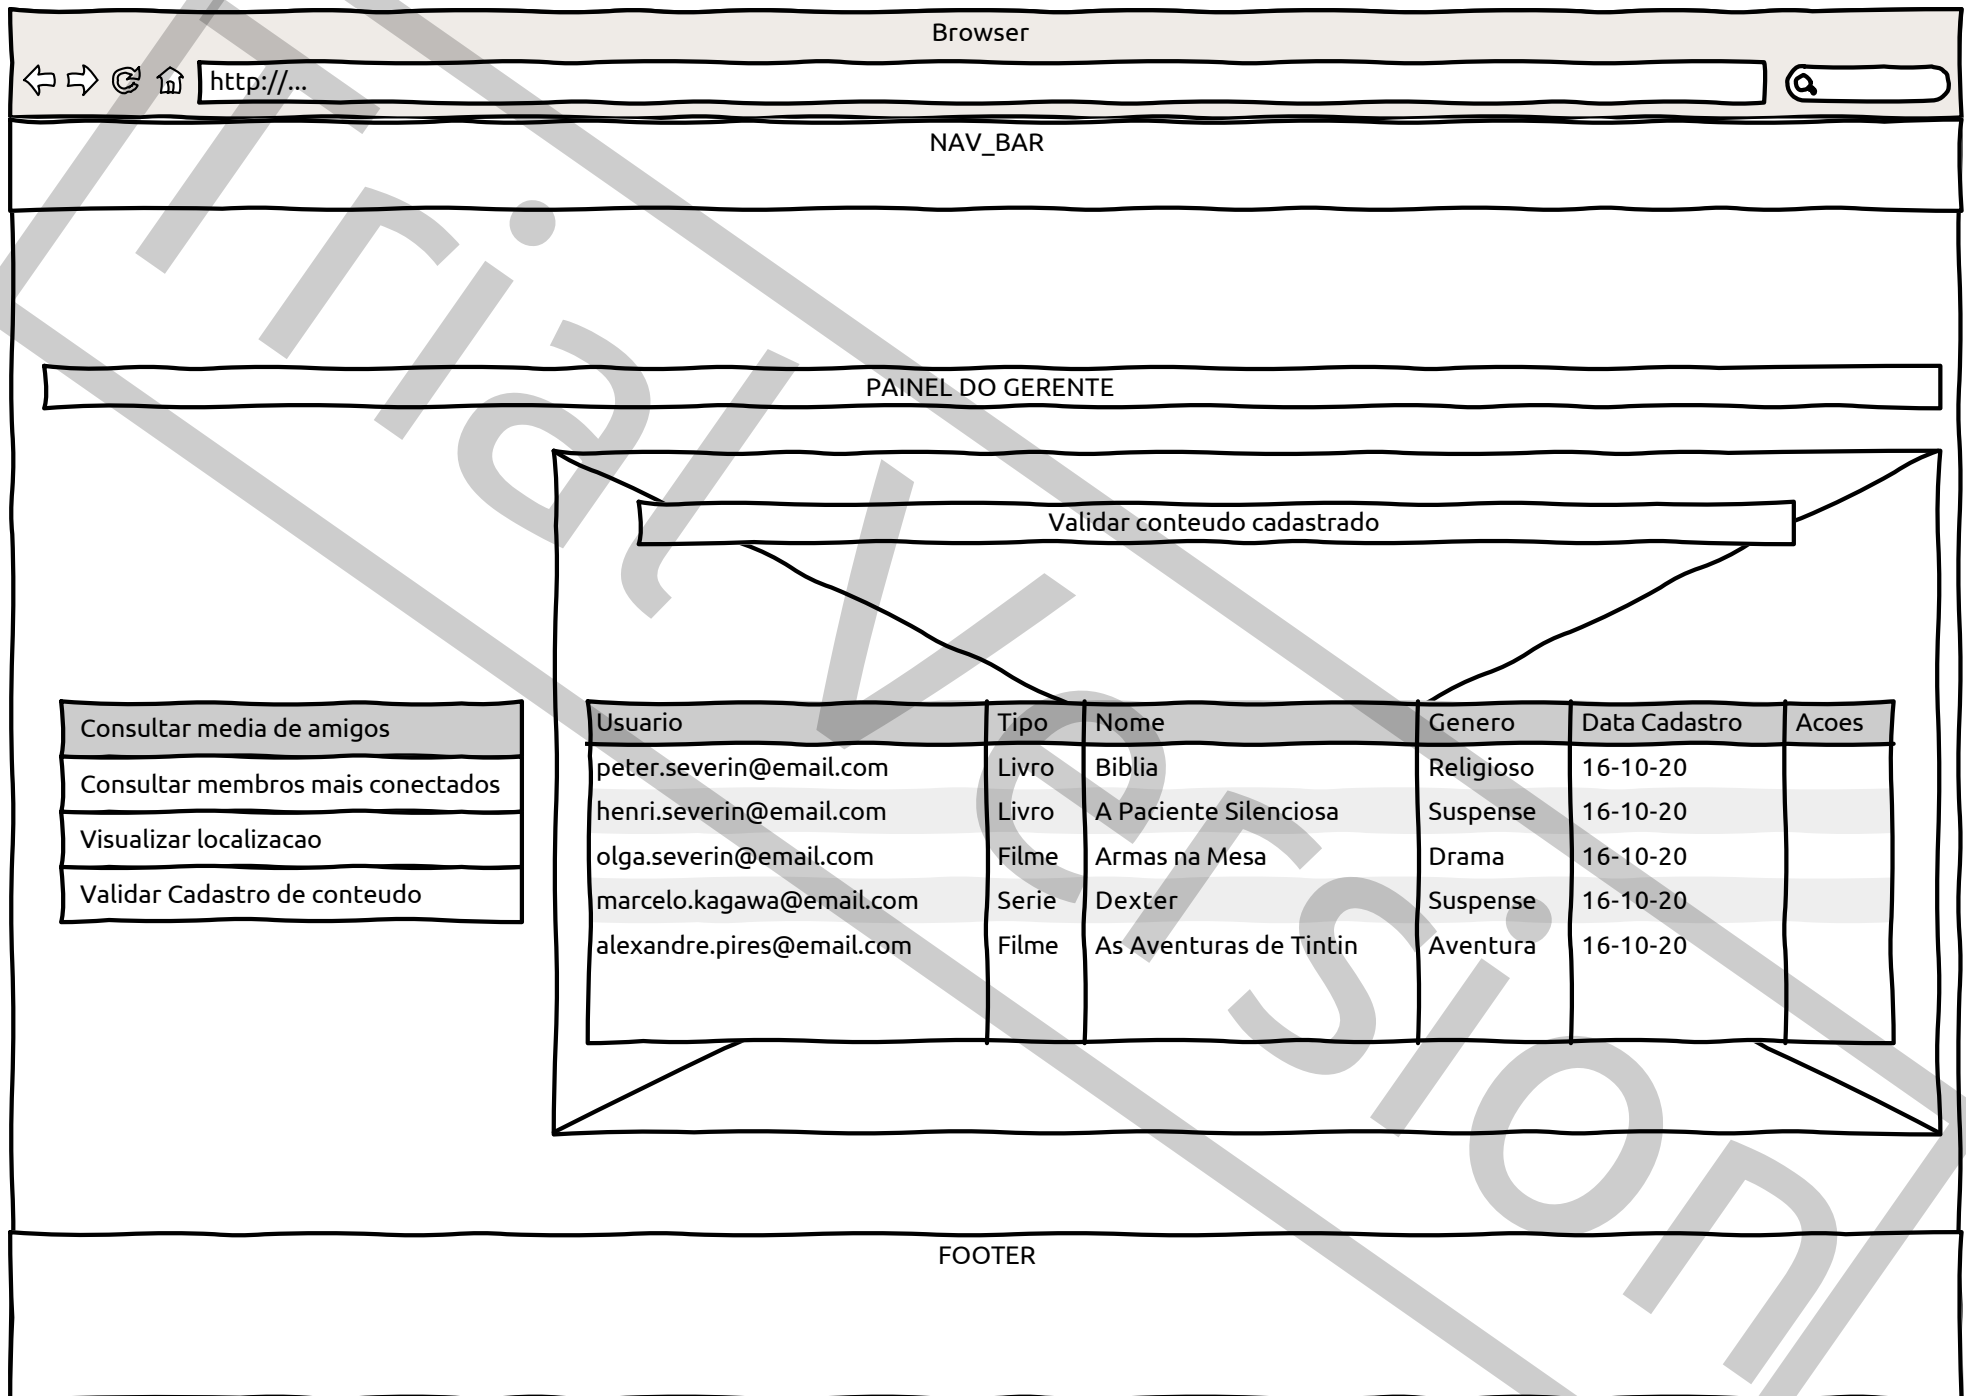 Browser
http://...
NAV_BAR
PAINEL DO GERENTE
Validar conteudo cadastrado
Consultar media de amigos
Consultar membros mais conectados
Visualizar localizacao
Validar Cadastro de conteudo
Usuario Tipo Nome Genero Data Cadastro Acoes
peter.severin@email.com Livro Biblia Religioso 16-10-20
henri.severin@email.com Livro A Paciente Silenciosa Suspense 16-10-20
olga.severin@email.com Filme Armas na Mesa Drama 16-10-20
marcelo.kagawa@email.com Serie Dexter Suspense 16-10-20
alexandre.pires@email.com Filme As Aventuras de Tintin Aventura 16-10-20
FOOTER
Trial Version